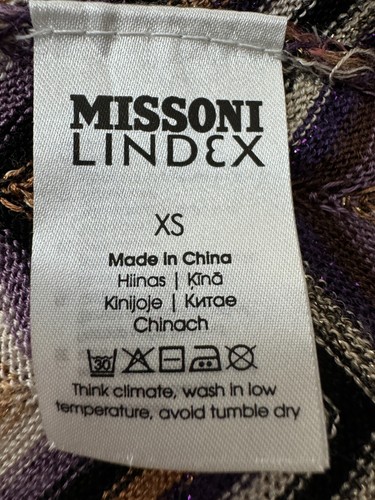 MISSONI
LINDEX
XS
Made in China
Hiinas | Ķīnā
Kinijoje | Китае
Chinach
30
Think climate, wash in low
temperature, avoid tumble dry